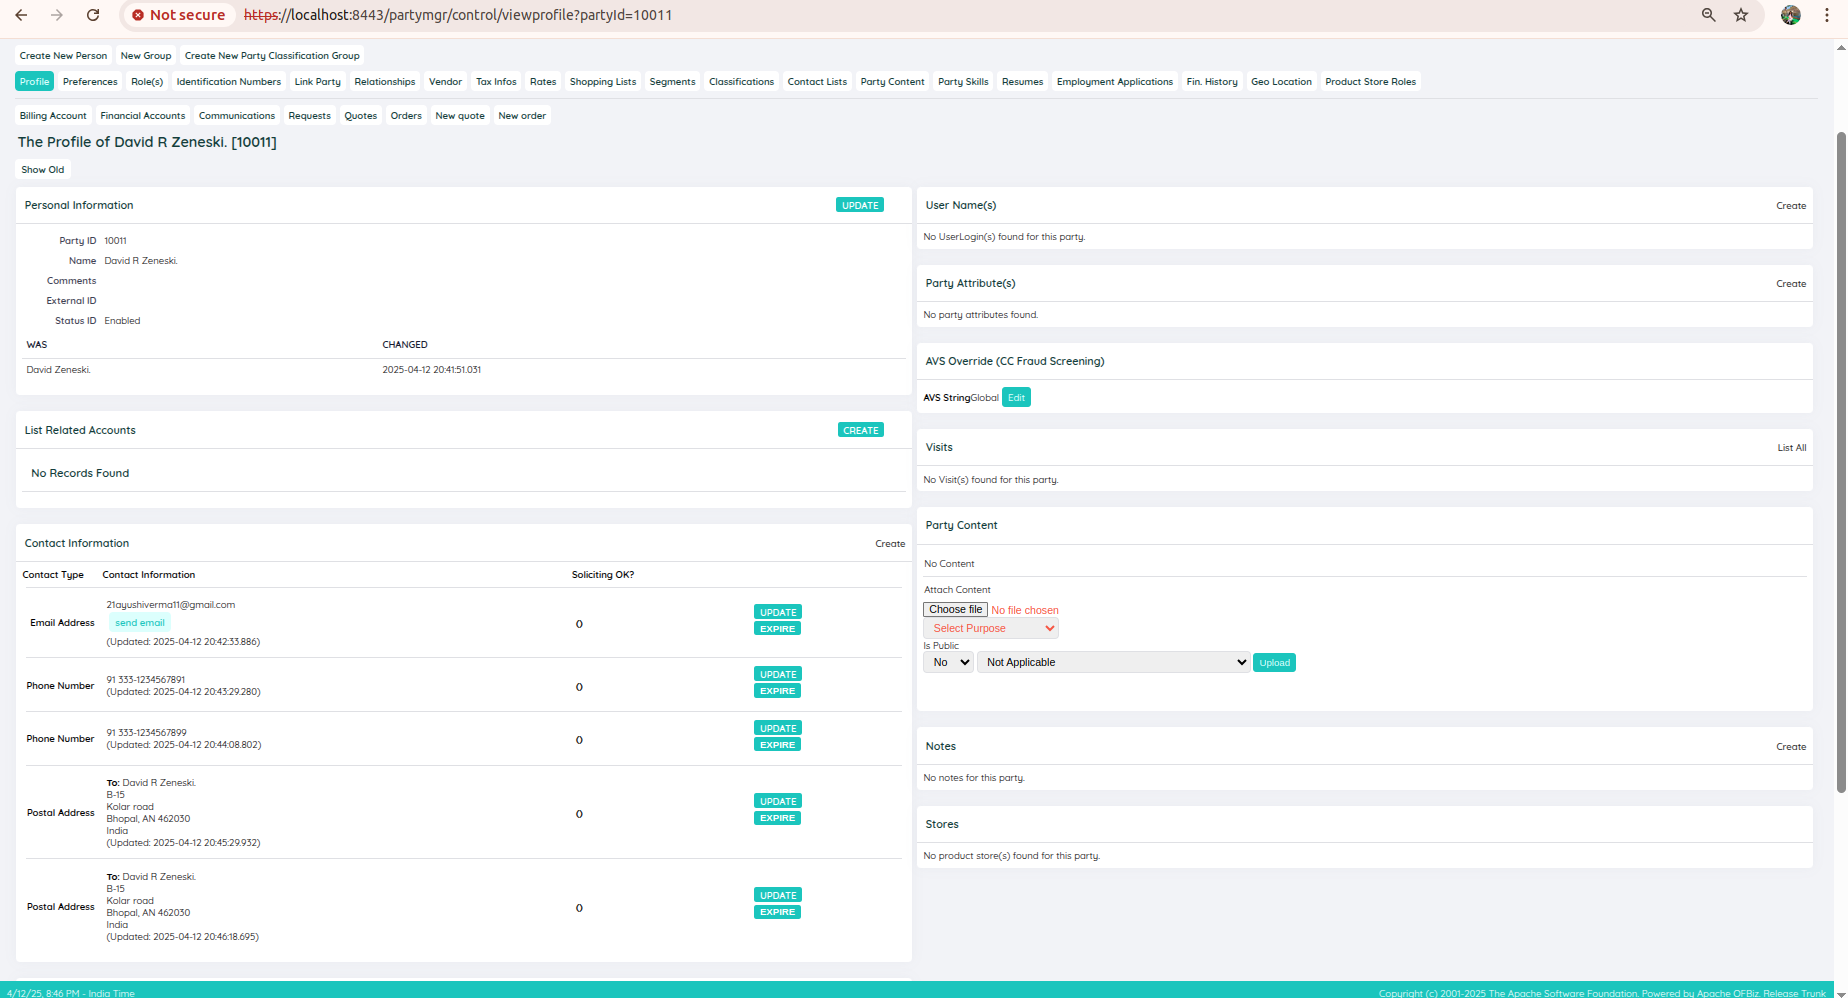 Not secure https://localhost:8443/partymgr/control/viewprofile?partyId=10011
Create New Person New Group Create New Party Classification Group
Profile Preferences Role(s) Identification Numbers Link Party Relationships Vendor Tax Infos Rates Shopping Lists Segments Classifications Contact Lists Party Content Party Skills Resumes Employment Applications Fin. History Geo Location Product Store Roles
Billing Account Financial Accounts Communications Requests Quotes Orders New quote New order
The Profile of David R Zeneski. [10011]
Show Old
Personal Information UPDATE
Party ID 10011
Name David R Zeneski.
Comments
External ID
Status ID Enabled
WAS CHANGED
David Zeneski. 2025-04-12 20:41:51.031
List Related Accounts CREATE
No Records Found
Contact Information Create
Contact Type Contact Information Soliciting OK?
Email Address
21ayushiverma11@gmail.com
send email
(Updated: 2025-04-12 20:42:33.886)
0
UPDATE
EXPIRE
Phone Number
91 333-1234567891
(Updated: 2025-04-12 20:43:29.280)
0
UPDATE
EXPIRE
Phone Number
91 333-1234567899
(Updated: 2025-04-12 20:44:08.802)
0
UPDATE
EXPIRE
Postal Address
To: David R Zeneski.
B-15
Kolar road
Bhopal, AN 462030
India
(Updated: 2025-04-12 20:45:29.932)
0
UPDATE
EXPIRE
Postal Address
To: David R Zeneski.
B-15
Kolar road
Bhopal, AN 462030
India
(Updated: 2025-04-12 20:46:18.695)
0
UPDATE
EXPIRE
User Name(s) Create
No UserLogin(s) found for this party.
Party Attribute(s) Create
No party attributes found.
AVS Override (CC Fraud Screening)
AVS StringGlobal Edit
Visits List All
No Visit(s) found for this party.
Party Content
No Content
Attach Content
Choose file No file chosen
Select Purpose
Is Public
No Not Applicable Upload
Notes Create
No notes for this party.
Stores
No product store(s) found for this party.
4/12/25, 8:46 PM - India Time
Copyright (c) 2001-2025 The Apache Software Foundation. Powered by Apache OFBiz. Release Trunk